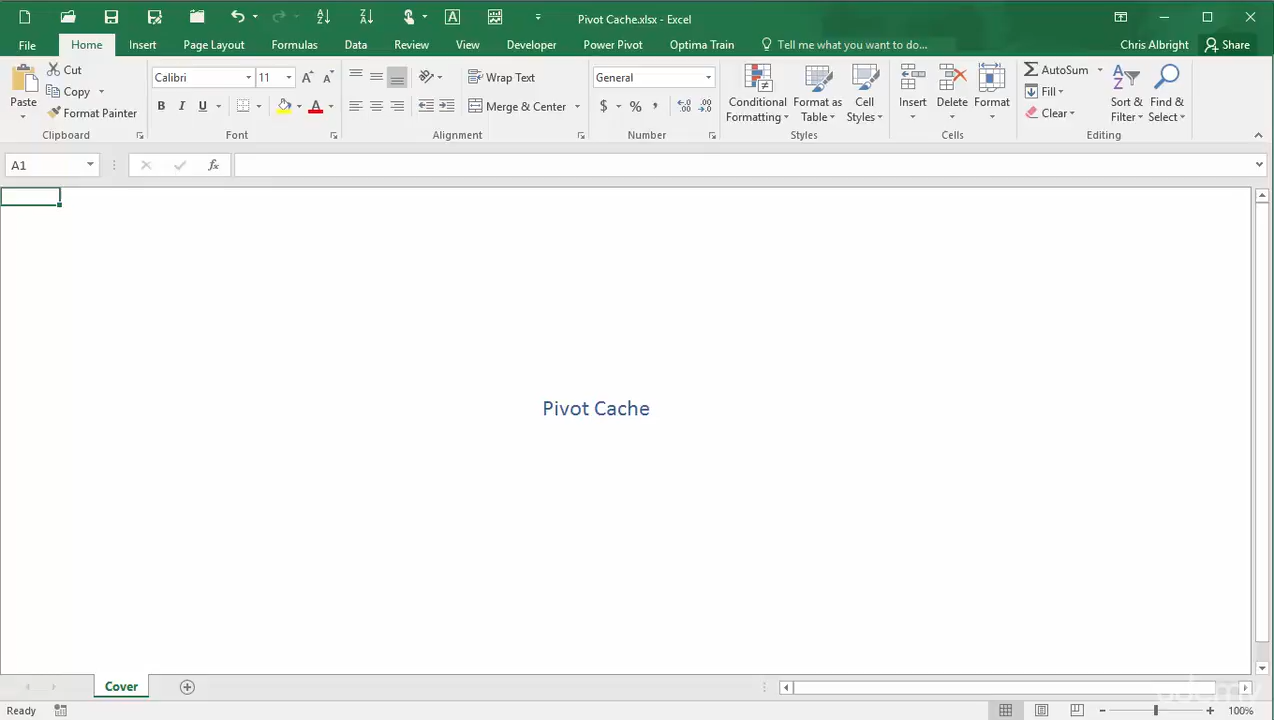 Pivot Cache.xlsx - Excel
File Home Insert Page Layout Formulas Data Review View Developer Power Pivot Optima Train Tell me what you want to do... Chris Albright Share
Paste
Cut
Copy
Format Painter
Clipboard
Calibri 11
B I U A
Font
Wrap Text
Merge & Center
Alignment
General
$ % ,
Number
Conditional Formatting
Format as Table
Cell Styles
Styles
Insert
Delete
Format
Cells
AutoSum
Fill
Clear
Sort & Filter
Find & Select
Editing
A1 fx
Pivot Cache
Cover
Ready 100%